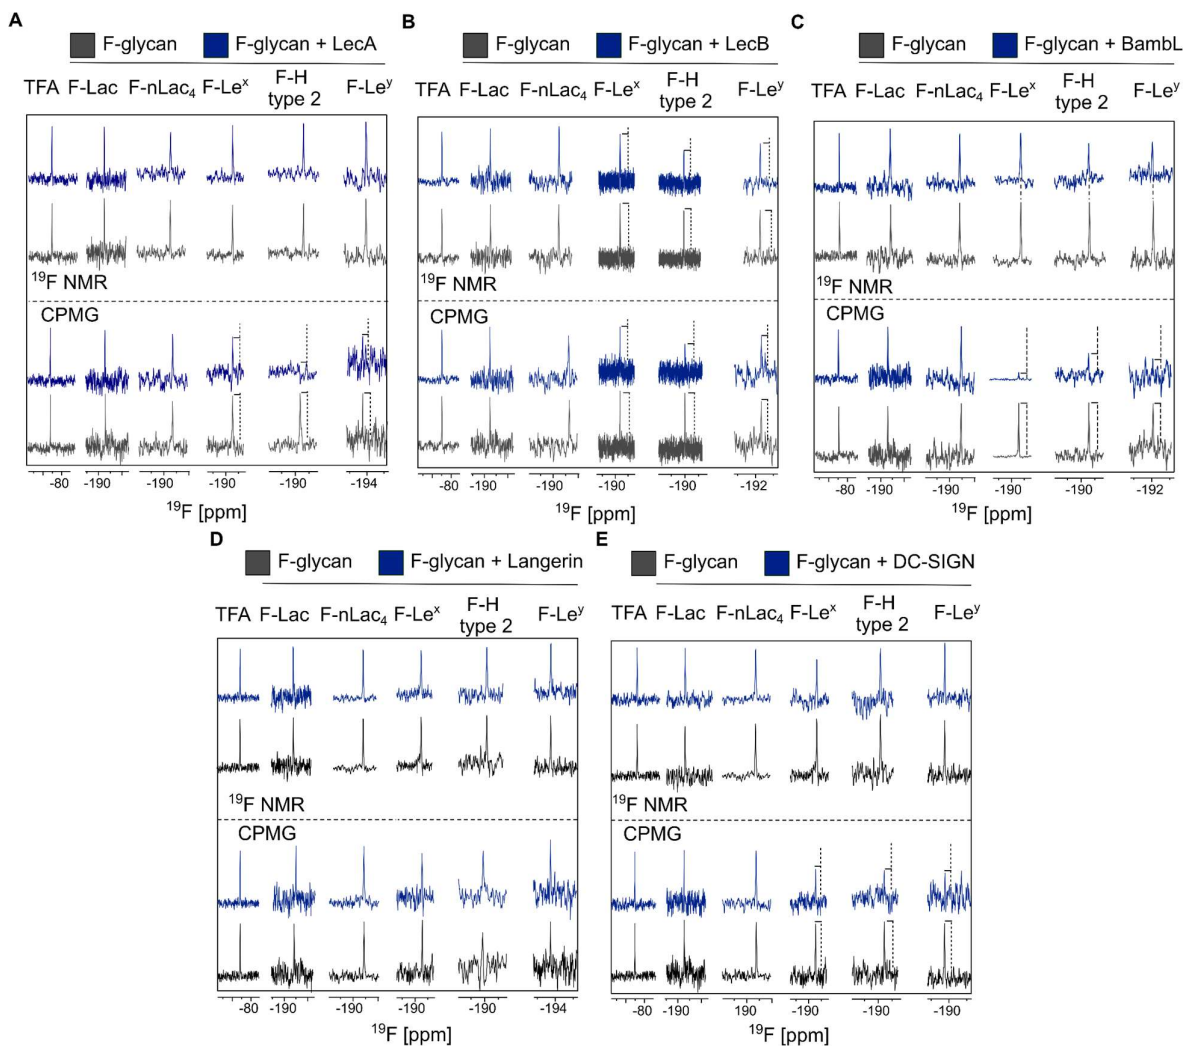 A
F-glycan F-glycan + LecA
TFA F-Lac F-nLac₄ F-Leˣ F-H type 2 F-Leʸ
¹⁹F NMR
CPMG
-80 -190 -190 -190 -190 -194
¹⁹F [ppm]
B
F-glycan F-glycan + LecB
TFA F-Lac F-nLac₄ F-Leˣ F-H type 2 F-Leʸ
¹⁹F NMR
CPMG
-80 -190 -190 -190 -190 -192
¹⁹F [ppm]
C
F-glycan F-glycan + BambL
TFA F-Lac F-nLac₄ F-Leˣ F-H type 2 F-Leʸ
¹⁹F NMR
CPMG
-80 -190 -190 -190 -190 -192
¹⁹F [ppm]
D
F-glycan F-glycan + Langerin
TFA F-Lac F-nLac₄ F-Leˣ F-H type 2 F-Leʸ
¹⁹F NMR
CPMG
-80 -190 -190 -190 -190 -194
¹⁹F [ppm]
E
F-glycan F-glycan + DC-SIGN
TFA F-Lac F-nLac₄ F-Leˣ F-H type 2 F-Leʸ
¹⁹F NMR
CPMG
-80 -190 -190 -190 -190 -190
¹⁹F [ppm]